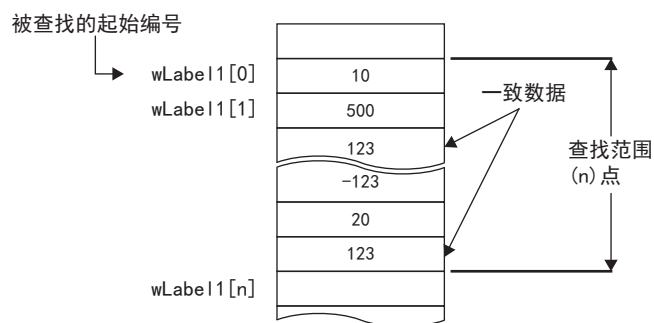 被查找的起始编号
wLabel1[0]
10
wLabel1[1]
500
一致数据
123
查找范围
(n)点
-123
20
123
wLabel1[n]